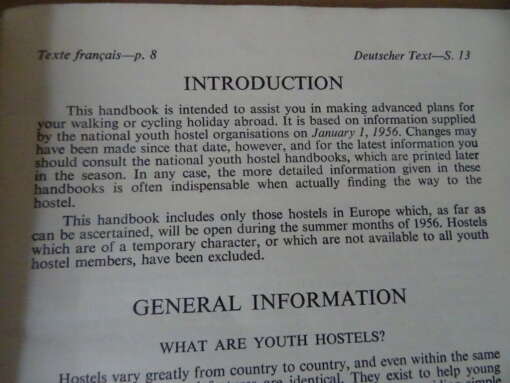 Texte français—p. 8
Deutscher Text—S. 13
INTRODUCTION
This handbook is intended to assist you in making advanced plans for
your walking or cycling holiday abroad. It is based on information supplied
by the national youth hostel organisations on January 1, 1956. Changes may
have been made since that date, however, and for the latest information you
should consult the national youth hostel handbooks, which are printed later
in the season. In any case, the more detailed information given in these
handbooks is often indispensable when actually finding the way to the
hostel.
This handbook includes only those hostels in Europe which, as far as
can be ascertained, will be open during the summer months of 1956. Hostels
which are of a temporary character, or which are not available to all youth
hostel members, have been excluded.
GENERAL INFORMATION
WHAT ARE YOUTH HOSTELS?
Hostels vary greatly from country to country, and even within the same
are identical. They exist to help young
simple